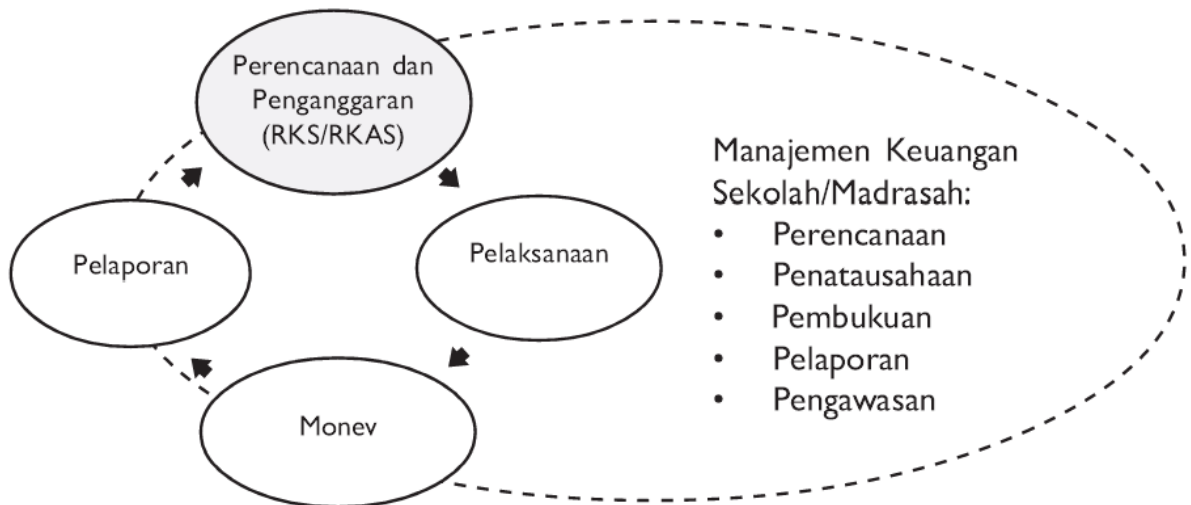 Perencanaan dan
Penganggaran
(RKS/RKAS)
Pelaporan
Pelaksanaan
Monev
Manajemen Keuangan
Sekolah/Madrasah:
• Perencanaan
• Penatausahaan
• Pembukuan
• Pelaporan
• Pengawasan